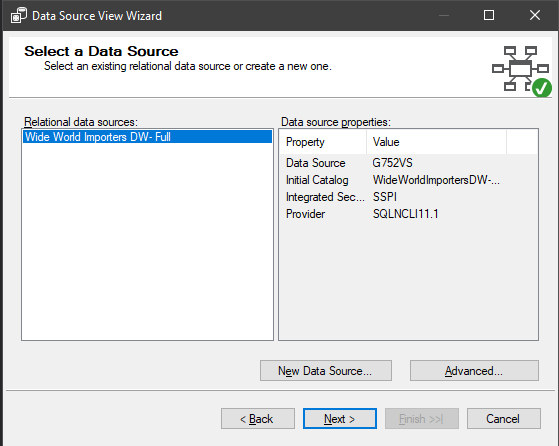 Data Source View Wizard
Select a Data Source
Select an existing relational data source or create a new one.
Relational data sources:
Wide World Importers DW- Full
Data source properties:
Property Value
Data Source G752VS
Initial Catalog WideWorldImportersDW-...
Integrated Sec... SSPI
Provider SQLNCLI11.1
New Data Source...
Advanced...
< Back
Next >
Finish >>|
Cancel